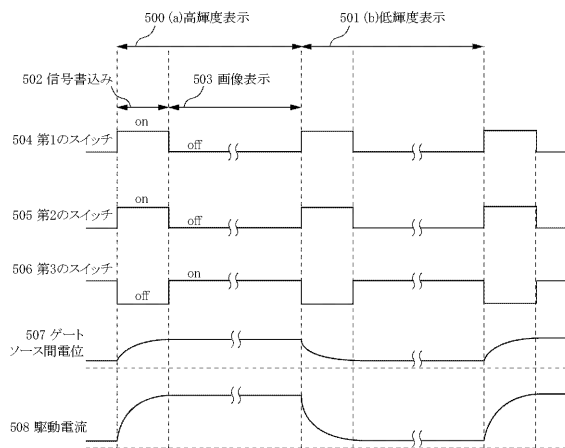 500 (a)高輝度表示
501 (b)低輝度表示
502 信号書込み
503 画像表示
on
504 第1のスイッチ
off
on
505 第2のスイッチ
off
506 第3のスイッチ
on
off
507 ゲート
ソース間電位
508 駆動電流